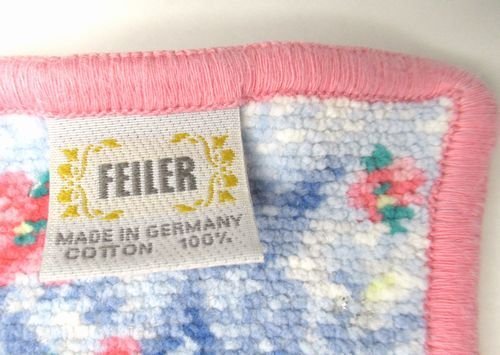 FEILER
MADE IN GERMANY
COTTON 100%